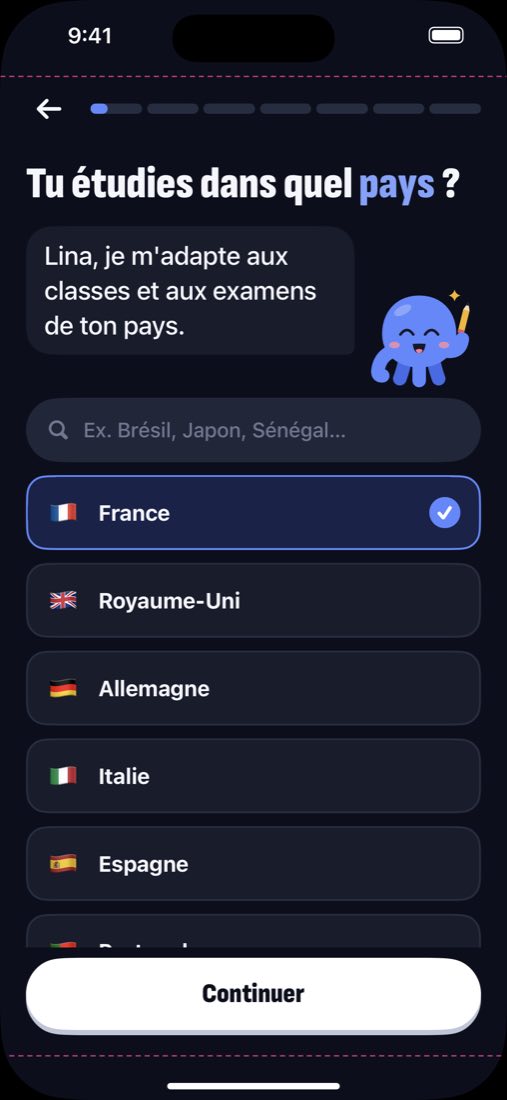 9:41
Tu étudies dans quel pays ?
Lina, je m'adapte aux
classes et aux examens
de ton pays.
Ex. Brésil, Japon, Sénégal...
France
Royaume-Uni
Allemagne
Italie
Espagne
Continuer